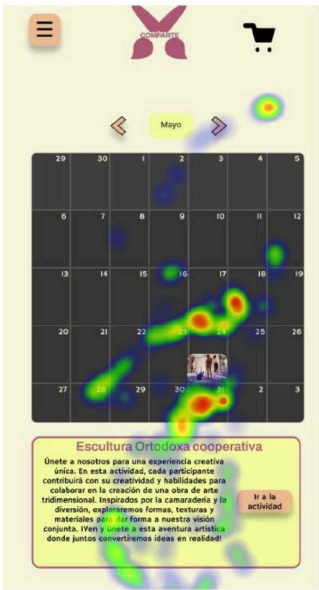 COMPARTE
Mayo
29 30 1 2 3 4 5
6 7 8 9 10 11 12
13 14 15 16 17 18 19
20 21 22 23 24 25 26
27 28 29 30 31 2 3
Escultura Ortodoxa cooperativa
Únete a nosotros para una experiencia creativa
única. En esta actividad, cada participante
contribuirá con su creatividad y habilidades para
colaborar en la creación de una obra de arte
tridimensional. Inspirados por la camaradería y la
diversión, exploraremos formas, texturas y
materiales para dar forma a nuestra visión
conjunta. ¡Ven y únete a esta aventura artística
donde juntos convertiremos ideas en realidad!
Ir a la
actividad